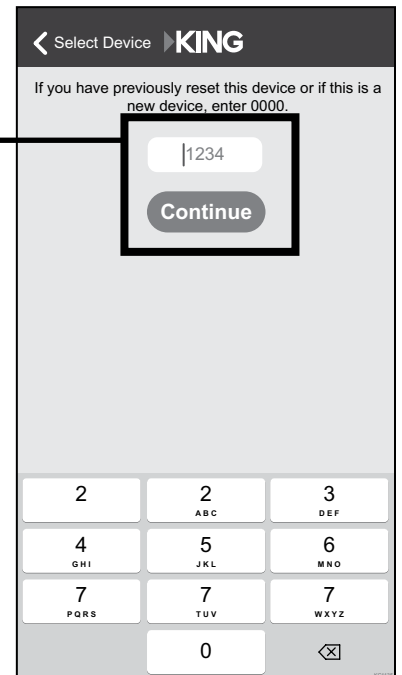 Select Device KING
If you have previously reset this device or if this is a
new device, enter 0000.
1234
Continue
2 2 3
ABC DEF
4 5 6
GHI JKL MNO
7 7 7
PQRS TUV WXYZ
0